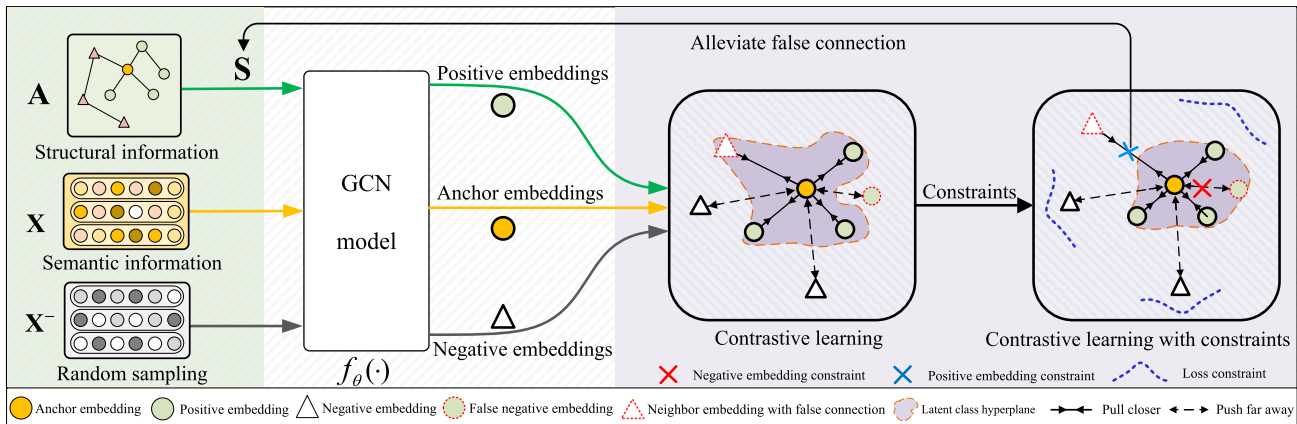 A
Structural information
X
Semantic information
X⁻
Random sampling
S
GCN
model
f_θ(·)
Positive embeddings
Anchor embeddings
Negative embeddings
Alleviate false connection
Contrastive learning
Constraints
Contrastive learning with constraints
Negative embedding constraint
Positive embedding constraint
Loss constraint
Anchor embedding
Positive embedding
Negative embedding
False negative embedding
Neighbor embedding with false connection
Latent class hyperplane
Pull closer
Push far away